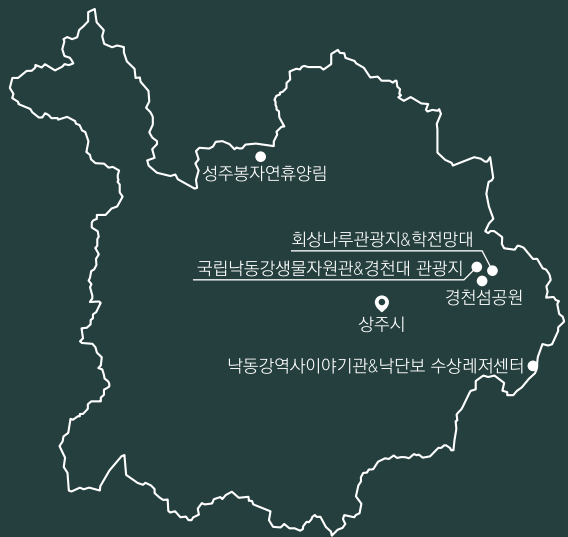 성주봉자연휴양림
회상나루관광지&학전망대
국립낙동강생물자원관&경천대 관광지
경천섬공원
상주시
낙동강역사이야기관&낙단보 수상레저센터